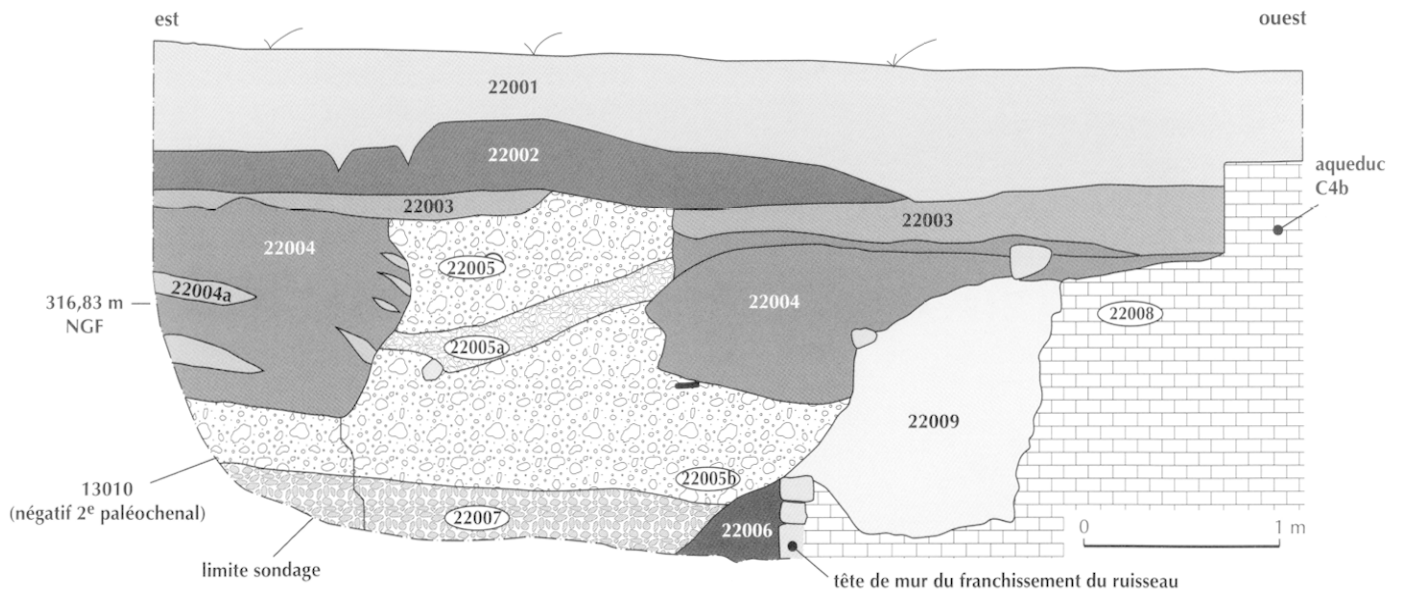 est
ouest
22001
22002
aqueduc
C4b
22003
22003
22004
22005
22004a
22004
316,83 m
NGF
22008
22005a
22009
22005b
13010
(négatif 2e paléochenal)
22007
22006
0
1 m
limite sondage
tête de mur du franchissement du ruisseau